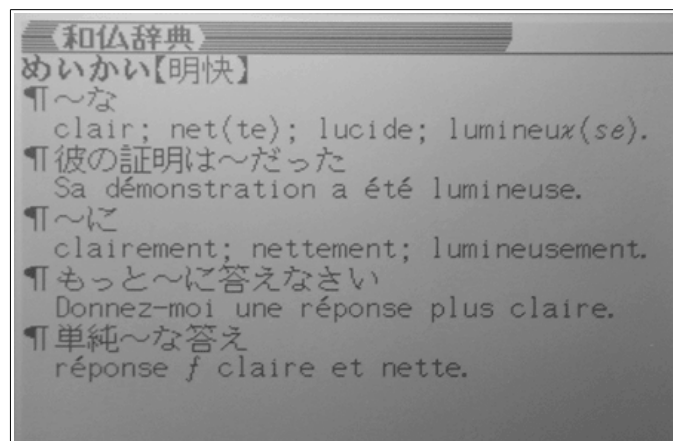 和仏辞典
めいかい【明快】
¶～な
clair; net(te); lucide; lumineux(se).
¶彼の証明は～だった
Sa démonstration a été lumineuse.
¶～に
clairement; nettement; lumineusement.
¶もっと～に答えなさい
Donnez-moi une réponse plus claire.
¶単純～な答え
réponse f claire et nette.